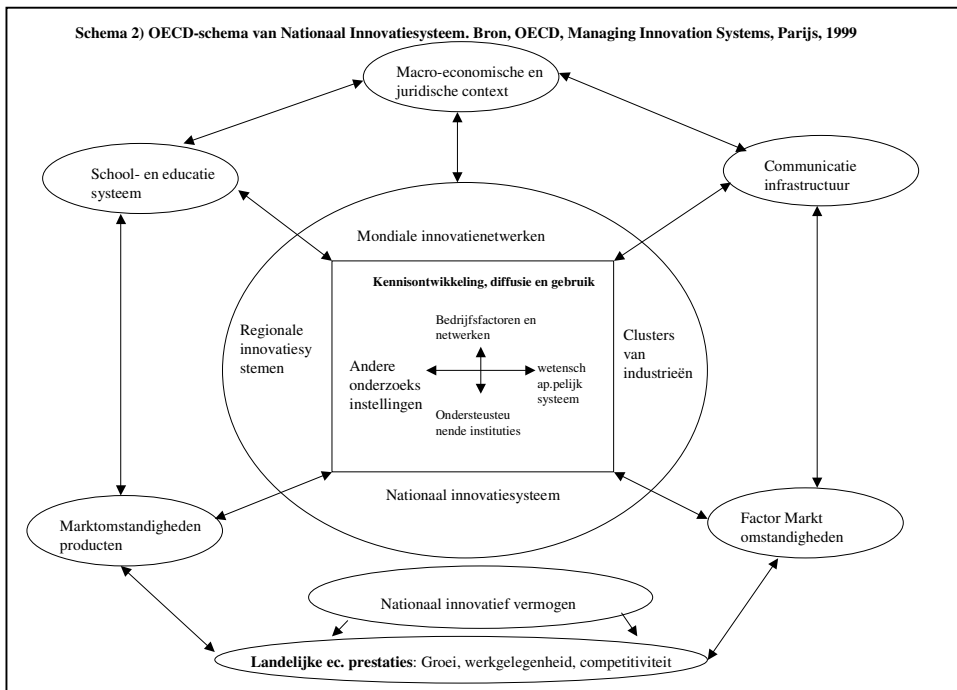 Schema 2) OECD-schema van Nationaal Innovatiesysteem. Bron, OECD, Managing Innovation Systems, Parijs, 1999
Macro-economische en
juridische context
School- en educatie
systeem
Communicatie
infrastructuur
Mondiale innovatienetwerken
Kennisontwikkeling, diffusie en gebruik
Bedrijfsfactoren en
netwerken
Regionale
innovatiesy
stemen
Clusters
van
industrieën
Andere
onderzoeks
instellingen
wetensch
ap.pelijk
systeem
Ondersteusteu
nende instituties
Nationaal innovatiesysteem
Marktomstandigheden
producten
Factor Markt
omstandigheden
Nationaal innovatief vermogen
Landelijke ec. prestaties: Groei, werkgelegenheid, competitiviteit